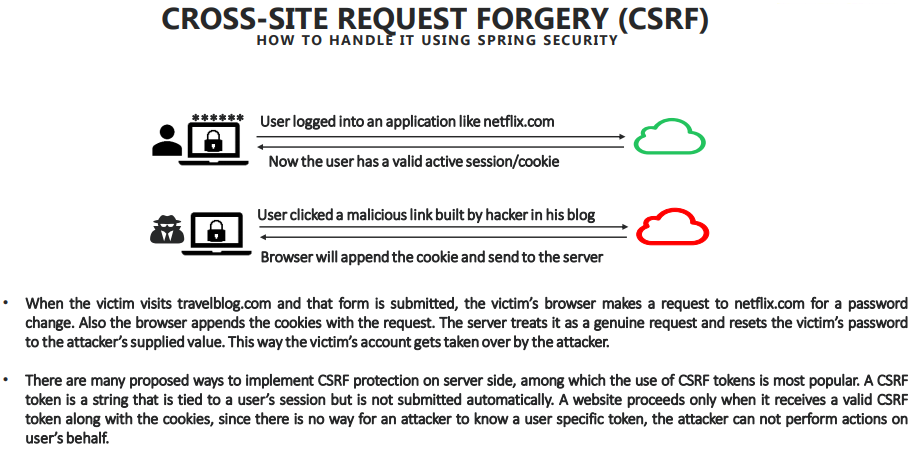 CROSS-SITE REQUEST FORGERY (CSRF)
HOW TO HANDLE IT USING SPRING SECURITY
******
User logged into an application like netflix.com
Now the user has a valid active session/cookie
User clicked a malicious link built by hacker in his blog
Browser will append the cookie and send to the server
• When the victim visits travelblog.com and that form is submitted, the victim's browser makes a request to netflix.com for a password
change. Also the browser appends the cookies with the request. The server treats it as a genuine request and resets the victim's password
to the attacker's supplied value. This way the victim's account gets taken over by the attacker.
• There are many proposed ways to implement CSRF protection on server side, among which the use of CSRF tokens is most popular. A CSRF
token is a string that is tied to a user's session but is not submitted automatically. A website proceeds only when it receives a valid CSRF
token along with the cookies, since there is no way for an attacker to know a user specific token, the attacker can not perform actions on
user's behalf.